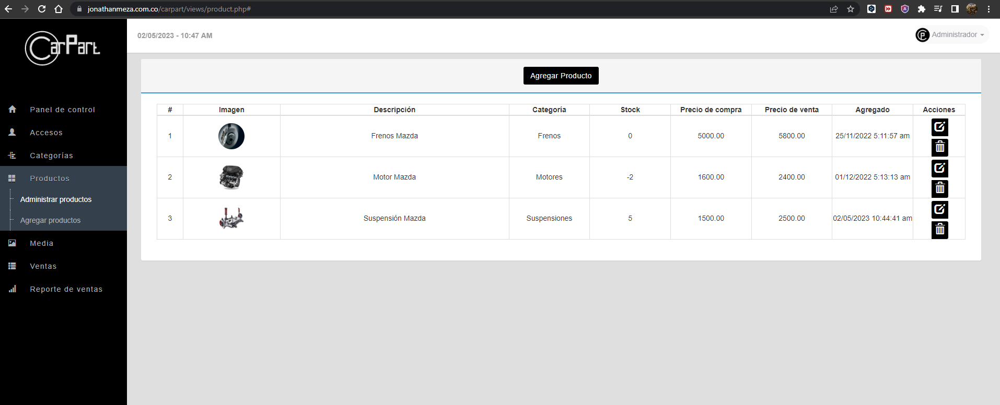 jonathanmeza.com.co/carpart/views/product.php#
CarPart
02/05/2023 - 10:47 AM
Administrador
Panel de control
Accesos
Categorías
Productos
Administrar productos
Agregar productos
Media
Ventas
Reporte de ventas
Agregar Producto
# Imagen Descripción Categoría Stock Precio de compra Precio de venta Agregado Acciones
1 Frenos Mazda Frenos 0 5000.00 5800.00 25/11/2022 5:11:57 am
2 Motor Mazda Motores -2 1600.00 2400.00 01/12/2022 5:13:13 am
3 Suspensión Mazda Suspensiones 5 1500.00 2500.00 02/05/2023 10:44:41 am